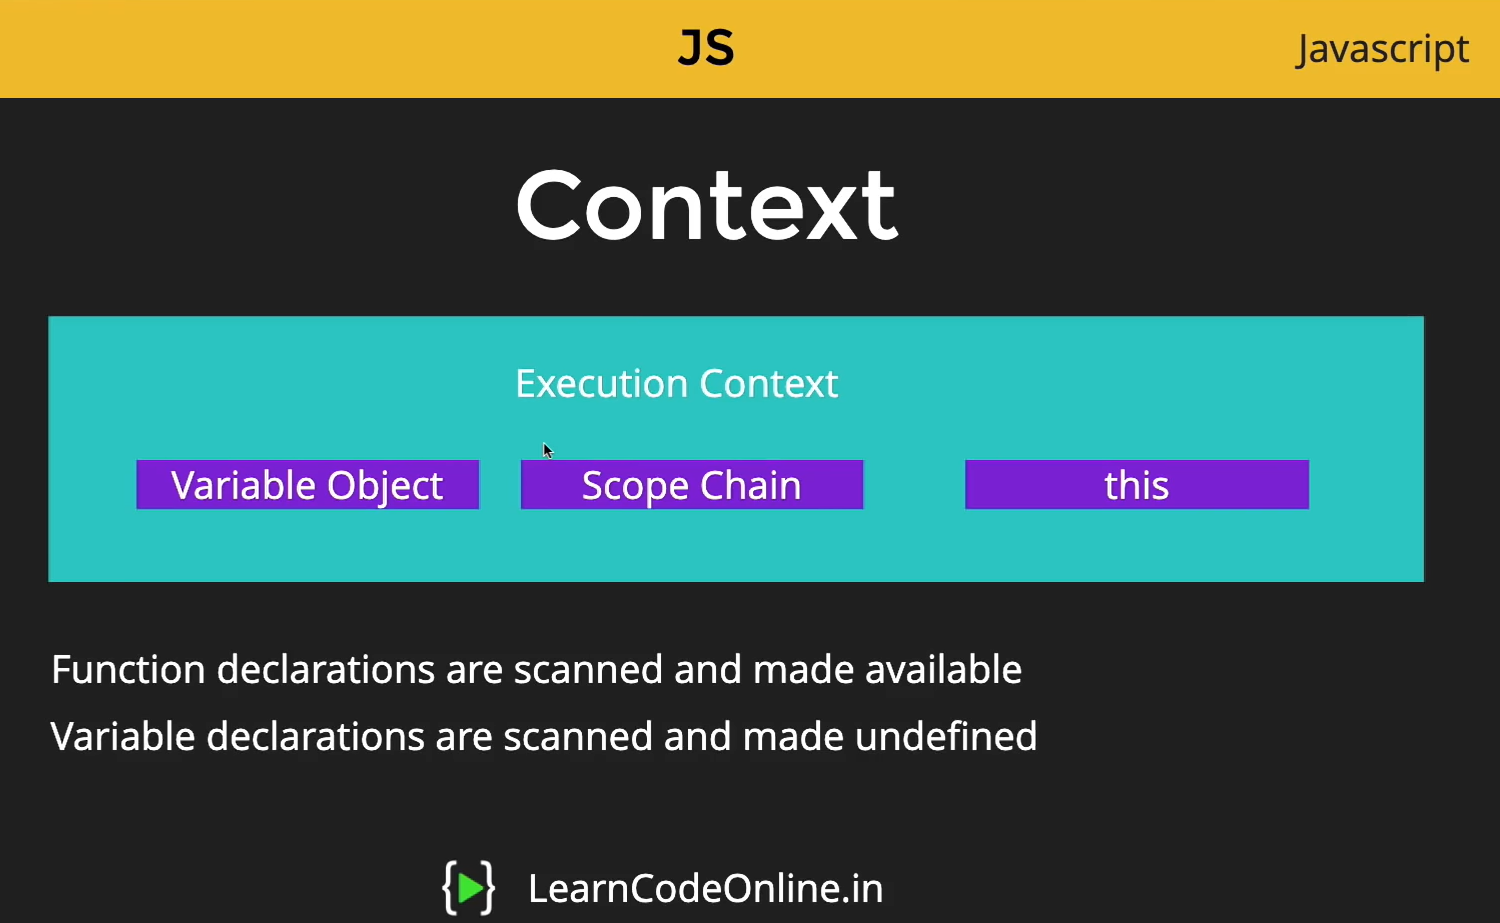 JS
Javascript
Context
Execution Context
Variable Object
Scope Chain
this
Function declarations are scanned and made available
Variable declarations are scanned and made undefined
LearnCodeOnline.in